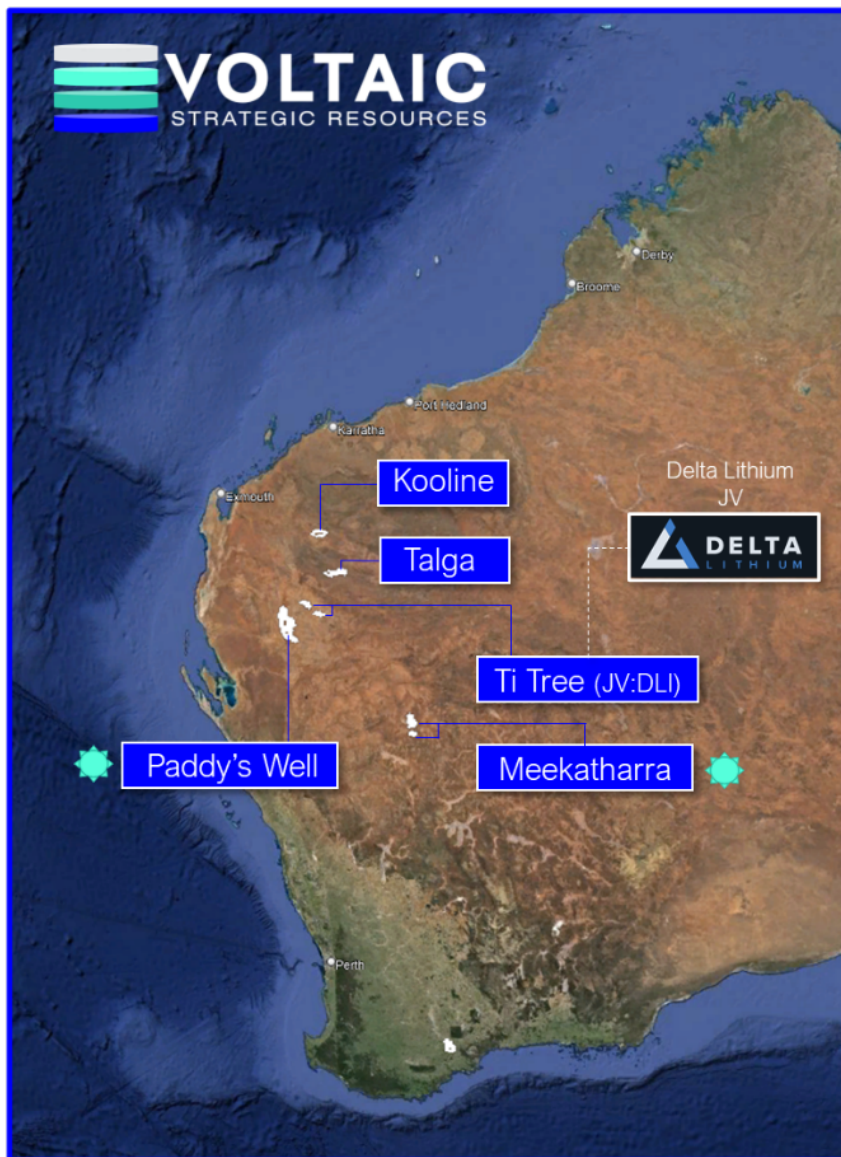 VOLTAIC
STRATEGIC RESOURCES
Derby
Broome
Port Hedland
Karratha
Exmouth
Kooline
Delta Lithium
JV
DELTA
LITHIUM
Talga
Ti Tree (JV:DLI)
Paddy's Well
Meekatharra
Perth